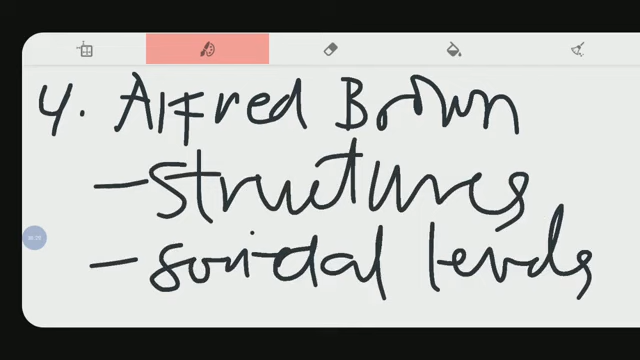 4. Alfred Brown
- Structures
- societal levels